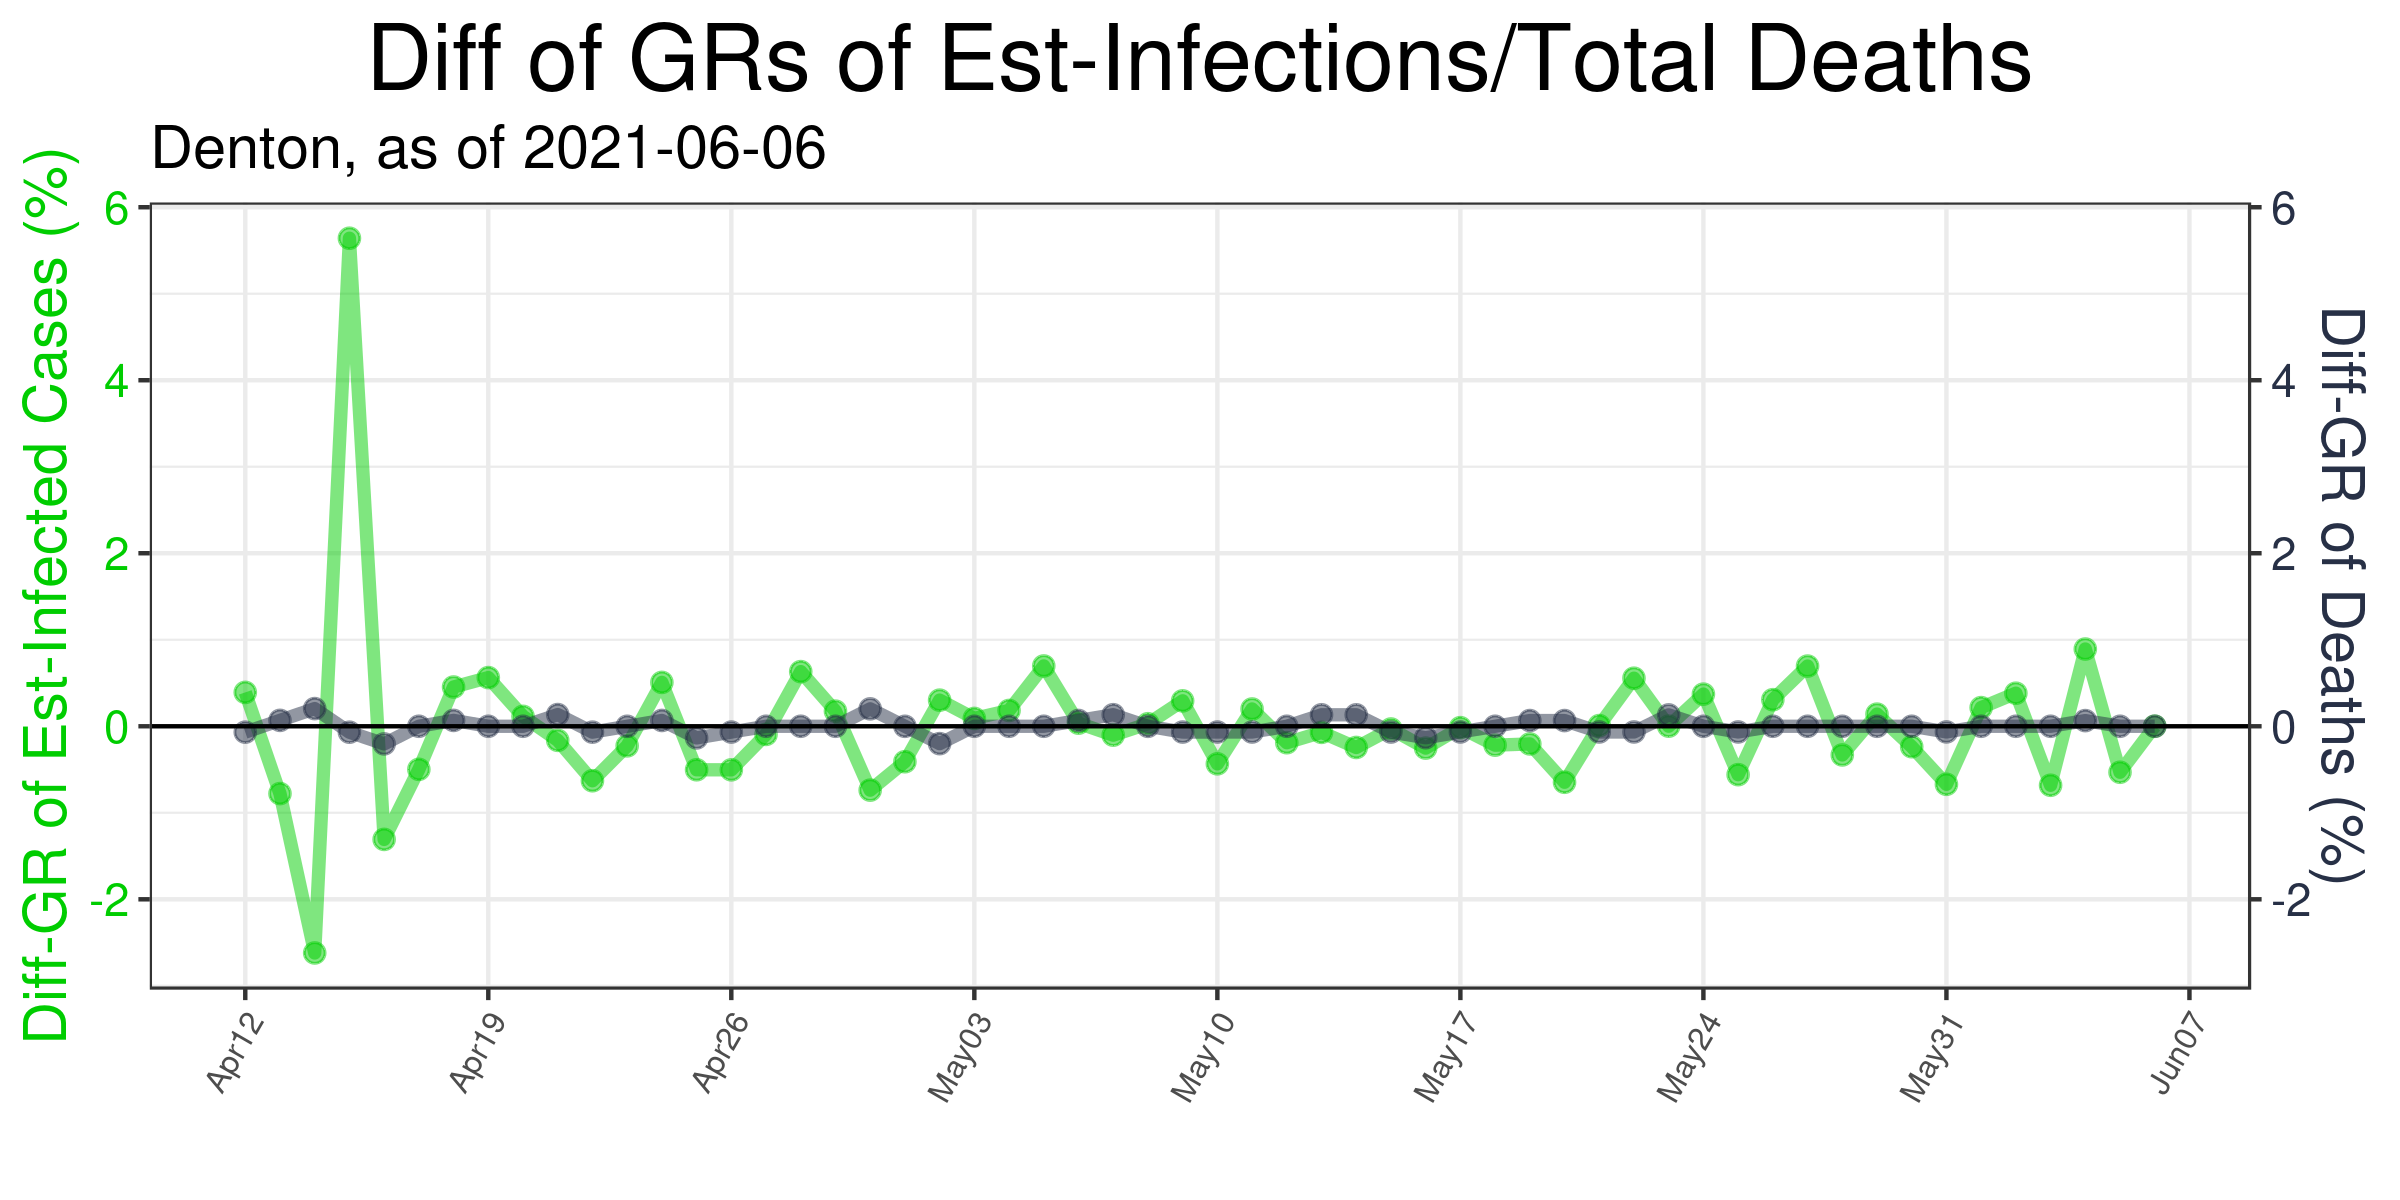 Diff of GRs of Est-Infections/Total Deaths
Denton, as of 2021-06-06
Diff-GR of Est-Infected Cases (%)
6
4
2
0
-2
6
4
2
0
-2
Diff-GR of Deaths (%)
Apr12
Apr19
Apr26
May03
May10
May17
May24
May31
Jun07